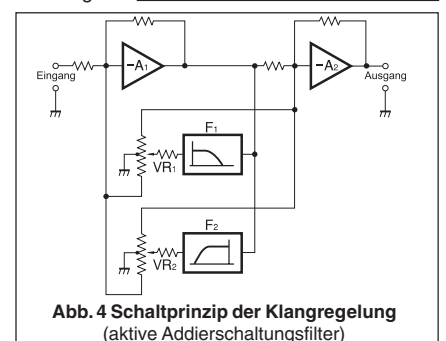 –A₁
–A₂
Eingang
Ausgang
F₁
VR₁
F₂
VR₂
Abb. 4 Schaltprinzip der Klangregelung
(aktive Addierschaltungsfilter)